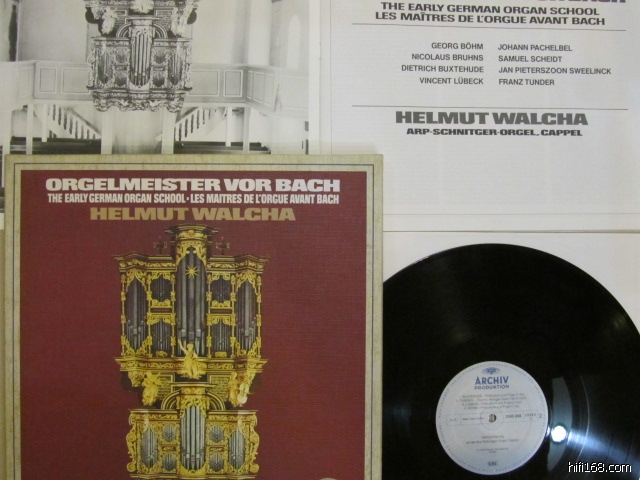 THE EARLY GERMAN ORGAN SCHOOL
LES MAÎTRES DE L'ORGUE AVANT BACH
GEORG BÖHM
JOHANN PACHELBEL
NICOLAUS BRUHNS
SAMUEL SCHEIDT
DIETRICH BUXTEHUDE
JAN PIETERSZOON SWEELINCK
VINCENT LÜBECK
FRANZ TUNDER
HELMUT WALCHA
ARP-SCHNITGER-ORGEL, CAPPEL
ORGELMEISTER VOR BACH
THE EARLY GERMAN ORGAN SCHOOL · LES MAITRES DE L'ORGUE AVANT BACH
HELMUT WALCHA
ARCHIV
PRODUKTION
hifi168.com